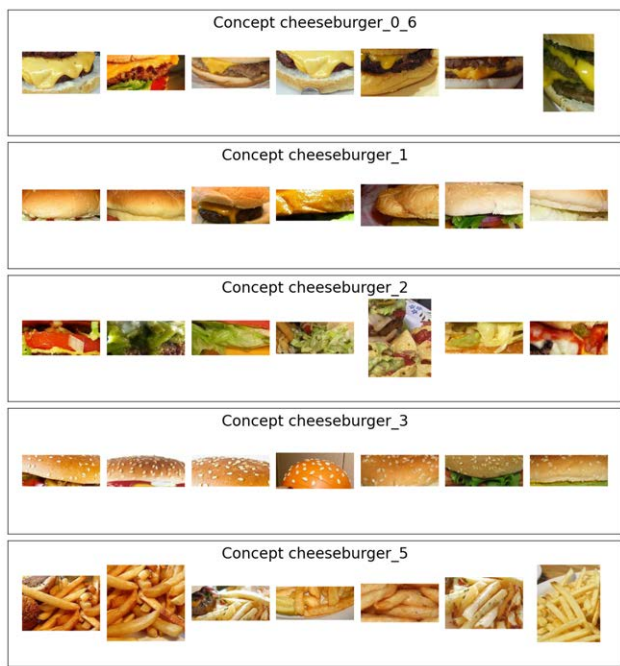 Concept cheeseburger_0_6
Concept cheeseburger_1
Concept cheeseburger_2
Concept cheeseburger_3
Concept cheeseburger_5